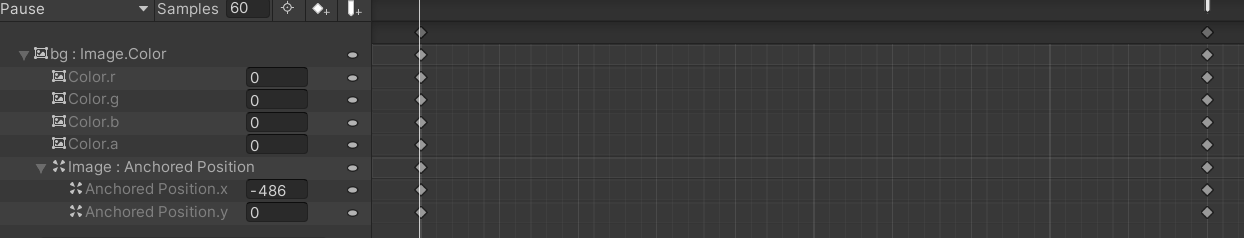 Pause Samples 60
bg : Image.Color
Color.r 0
Color.g 0
Color.b 0
Color.a 0
Image : Anchored Position
Anchored Position.x -486
Anchored Position.y 0